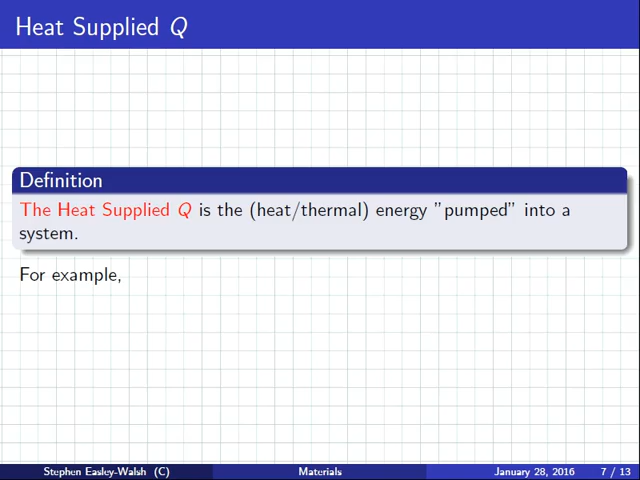 Heat Supplied Q
Definition
The Heat Supplied Q is the (heat/thermal) energy ”pumped” into a
system.
For example,
Stephen Easley-Walsh (C) Materials January 28, 2016 7 / 13